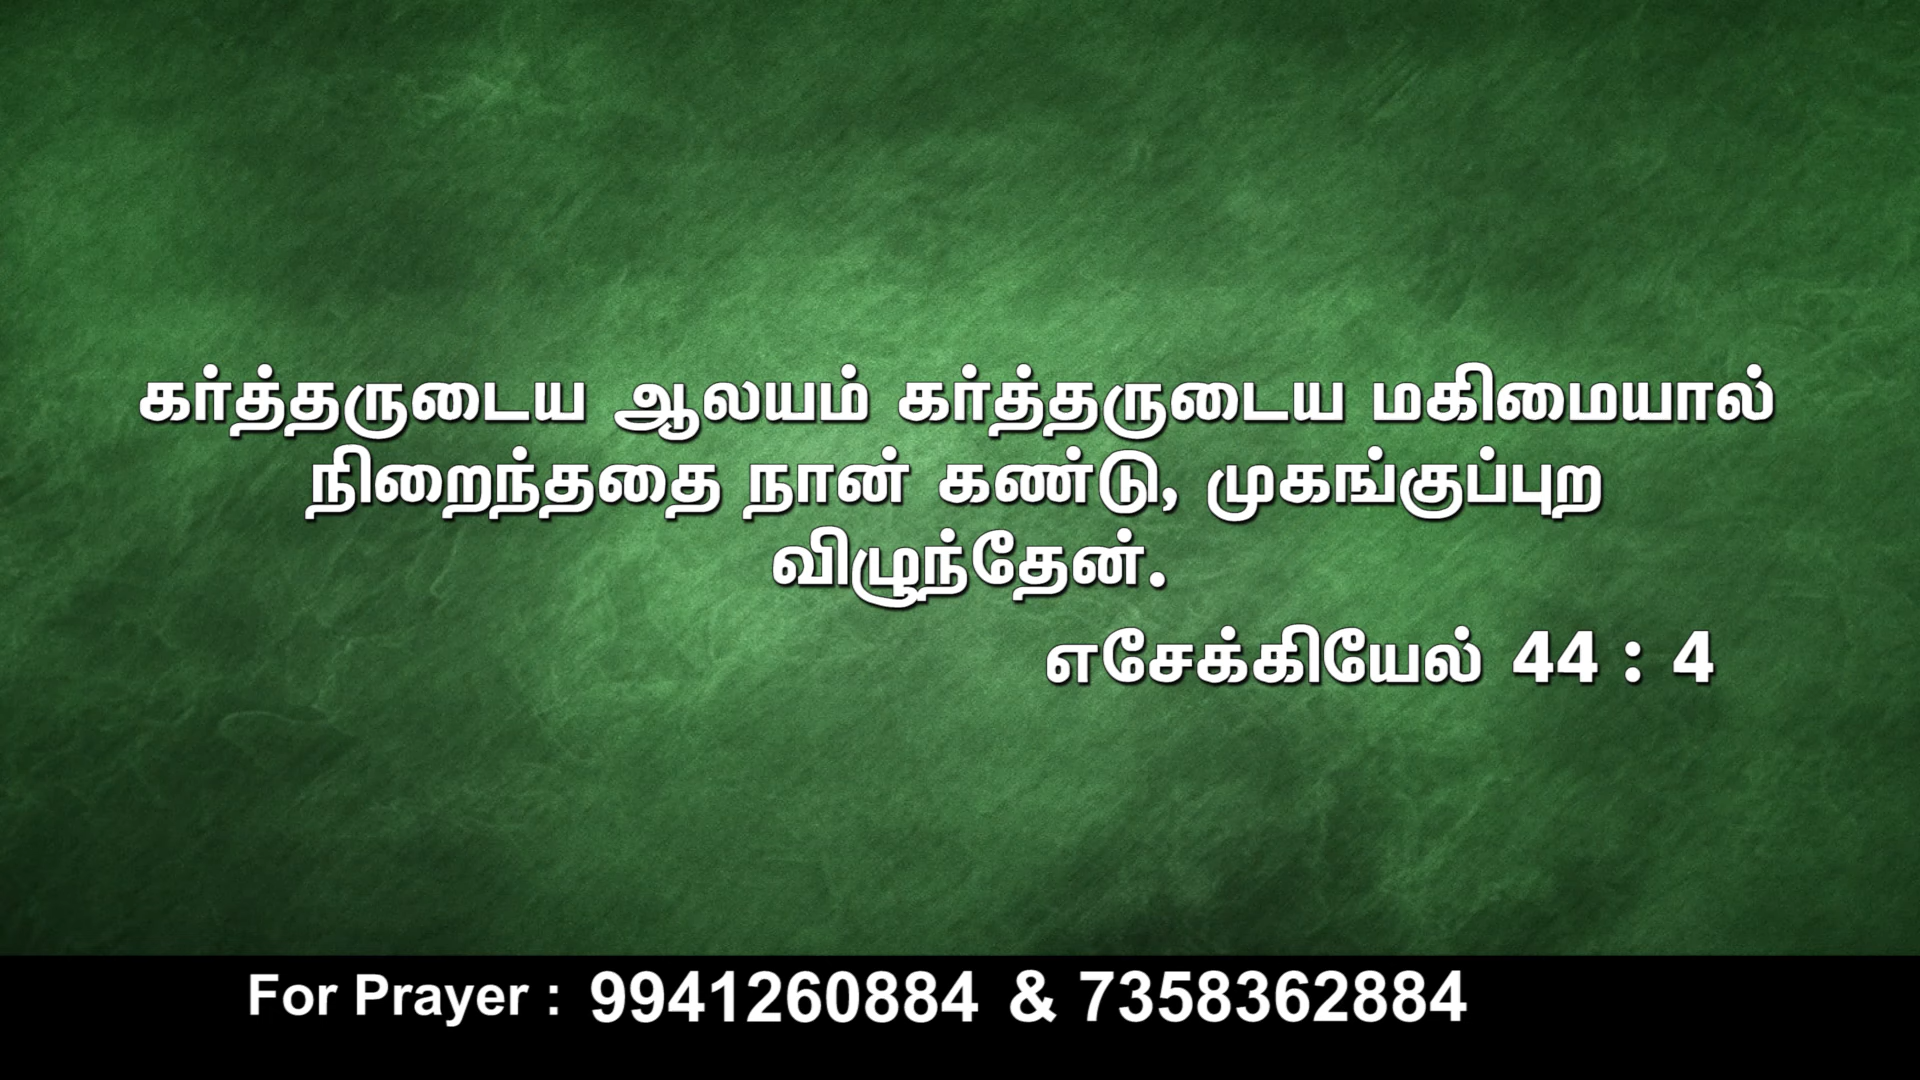 கர்த்தருடைய ஆலயம் கர்த்தருடைய மகிமையால்
நிறைந்ததை நான் கண்டு, முகங்குப்புற
விழுந்தேன்.
எசேக்கியேல் 44 : 4
For Prayer : 9941260884 & 7358362884